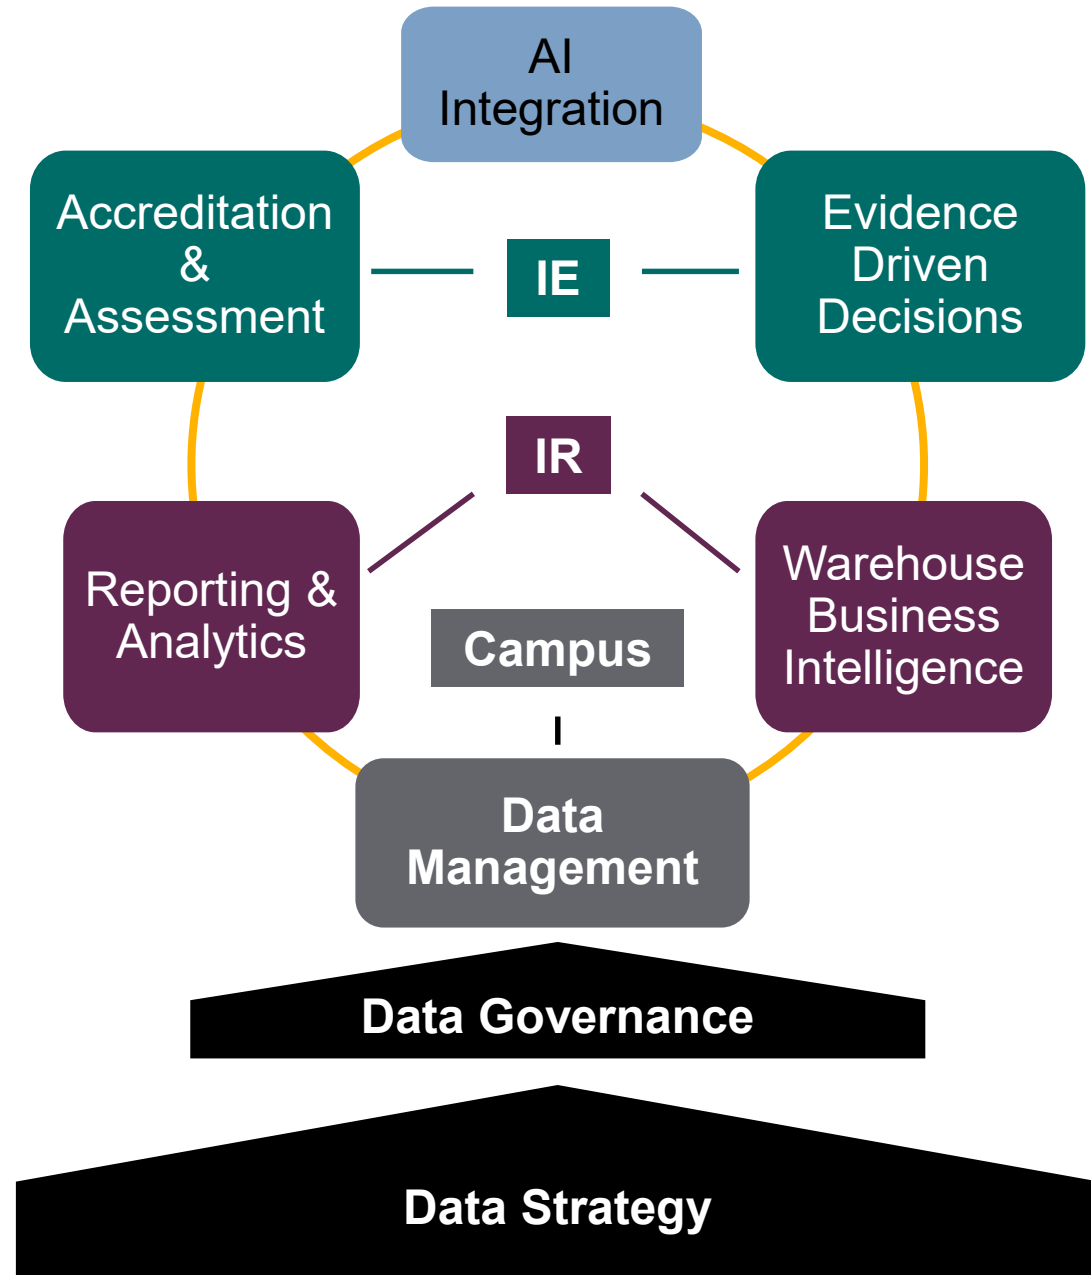 AI
Integration
Accreditation
&
Assessment
IE
Evidence
Driven
Decisions
IR
Reporting &
Analytics
Campus
Warehouse
Business
Intelligence
Data
Management
Data Governance
Data Strategy